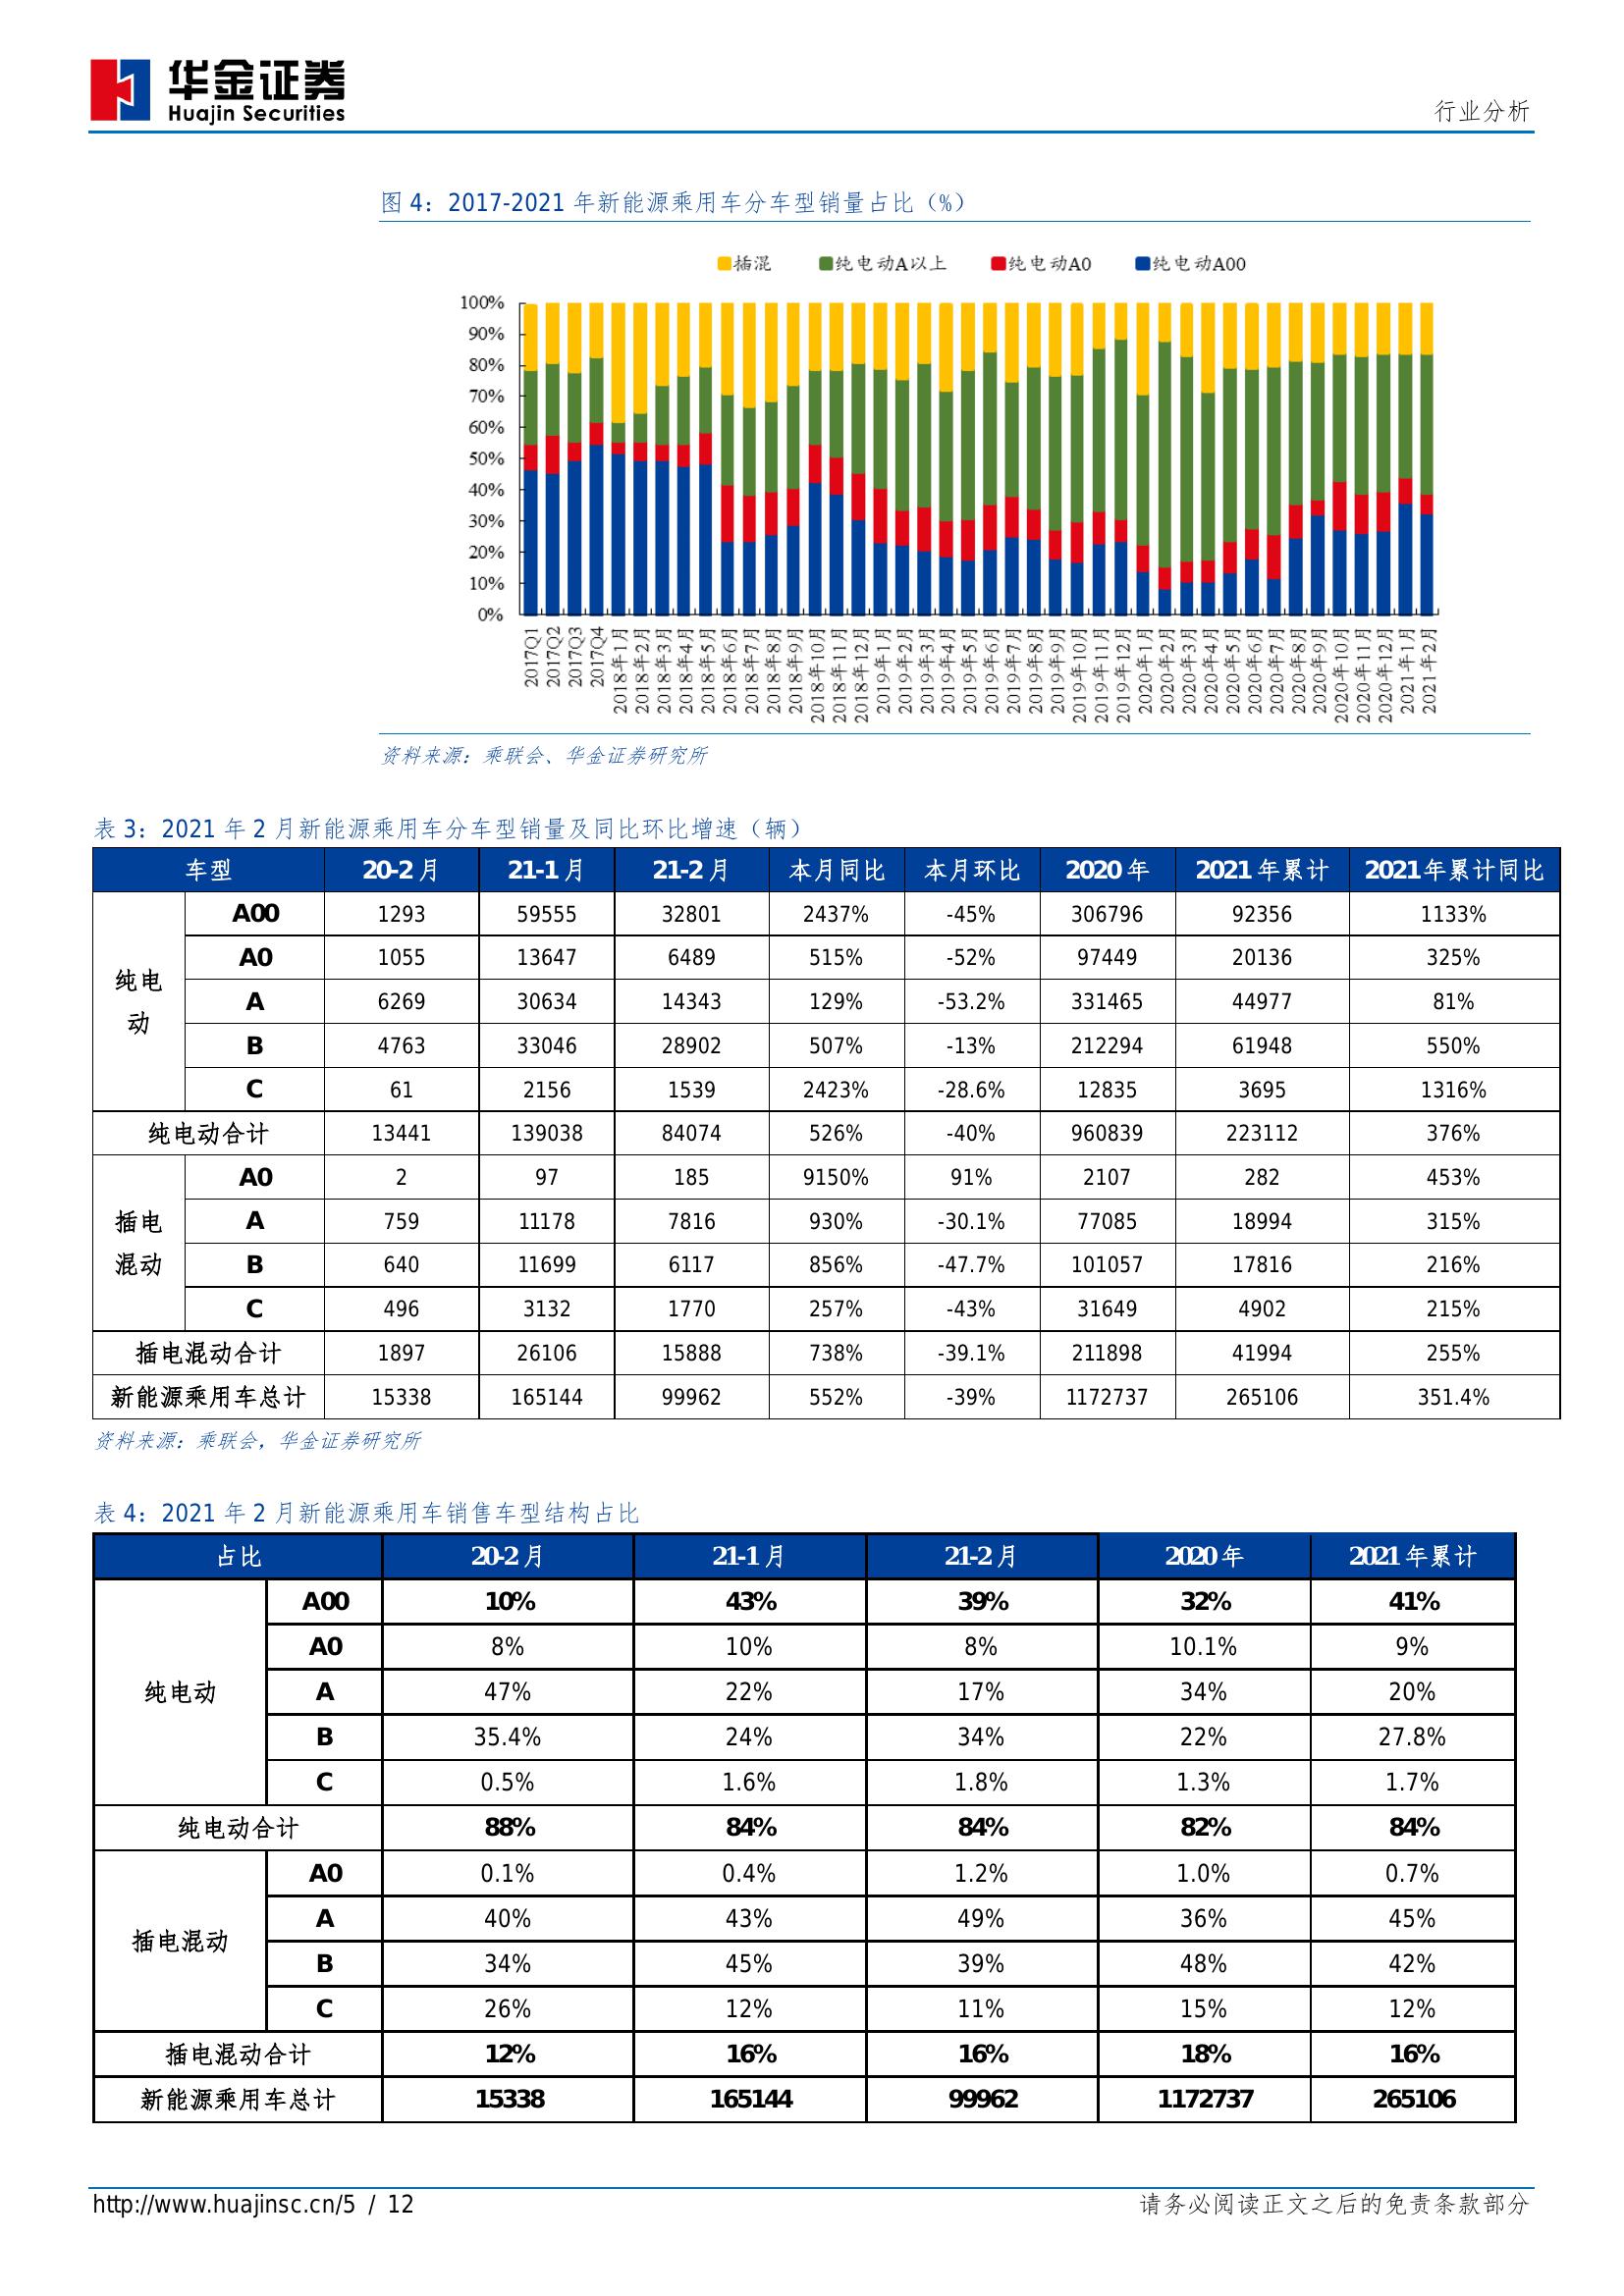 华金证券
Huajin Securities
行业分析
图 4：2017-2021 年新能源乘用车分车型销量占比（%）
插混 纯电动A以上 纯电动A0 纯电动A00
100%
90%
80%
70%
60%
50%
40%
30%
20%
10%
0%
2017Q1 2017Q2 2017Q3 2017Q4 2018年1月 2018年2月 2018年3月 2018年4月 2018年5月 2018年6月 2018年7月 2018年8月 2018年9月 2018年10月 2018年11月 2018年12月 2019年1月 2019年2月 2019年3月 2019年4月 2019年5月 2019年6月 2019年7月 2019年8月 2019年9月 2019年10月 2019年11月 2019年12月 2020年1月 2020年2月 2020年3月 2020年4月 2020年5月 2020年6月 2020年7月 2020年8月 2020年9月 2020年10月 2020年11月 2020年12月 2021年1月 2021年2月
资料来源：乘联会、华金证券研究所
表 3：2021 年 2 月新能源乘用车分车型销量及同比环比增速（辆）
车型 20-2 月 21-1 月 21-2 月 本月同比 本月环比 2020 年 2021 年累计 2021年累计同比
纯电动
A00 1293 59555 32801 2437% -45% 306796 92356 1133%
A0 1055 13647 6489 515% -52% 97449 20136 325%
A 6269 30634 14343 129% -53.2% 331465 44977 81%
B 4763 33046 28902 507% -13% 212294 61948 550%
C 61 2156 1539 2423% -28.6% 12835 3695 1316%
纯电动合计 13441 139038 84074 526% -40% 960839 223112 376%
插电混动
A0 2 97 185 9150% 91% 2107 282 453%
A 759 11178 7816 930% -30.1% 77085 18994 315%
B 640 11699 6117 856% -47.7% 101057 17816 216%
C 496 3132 1770 257% -43% 31649 4902 215%
插电混动合计 1897 26106 15888 738% -39.1% 211898 41994 255%
新能源乘用车总计 15338 165144 99962 552% -39% 1172737 265106 351.4%
资料来源：乘联会，华金证券研究所
表 4：2021 年 2 月新能源乘用车销售车型结构占比
占比 20-2 月 21-1 月 21-2 月 2020 年 2021 年累计
纯电动
A00 10% 43% 39% 32% 41%
A0 8% 10% 8% 10.1% 9%
A 47% 22% 17% 34% 20%
B 35.4% 24% 34% 22% 27.8%
C 0.5% 1.6% 1.8% 1.3% 1.7%
纯电动合计 88% 84% 84% 82% 84%
插电混动
A0 0.1% 0.4% 1.2% 1.0% 0.7%
A 40% 43% 49% 36% 45%
B 34% 45% 39% 48% 42%
C 26% 12% 11% 15% 12%
插电混动合计 12% 16% 16% 18% 16%
新能源乘用车总计 15338 165144 99962 1172737 265106
http://www.huajinsc.cn/5 / 12
请务必阅读正文之后的免责条款部分